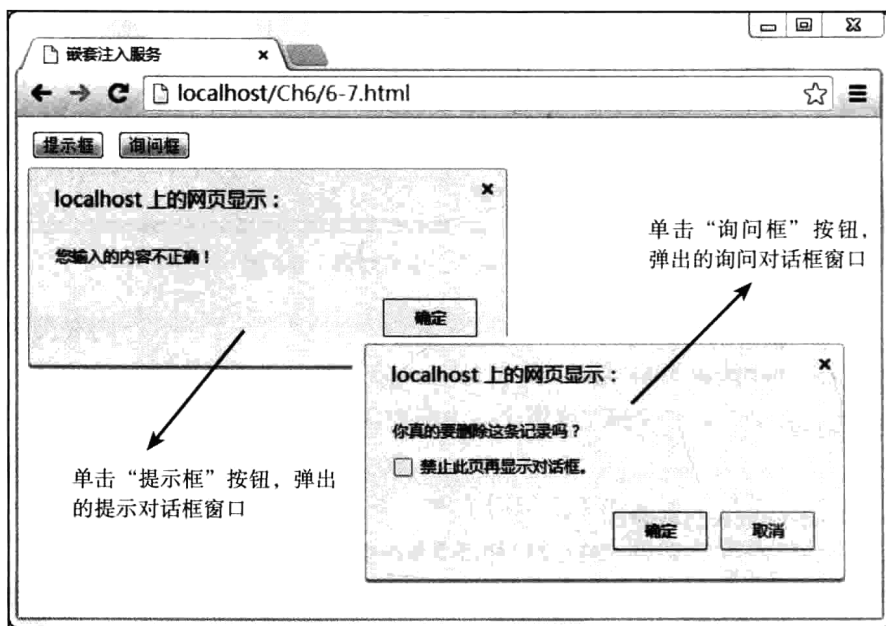 嵌套注入服务
localhost/Ch6/6-7.html
提示框 询问框
localhost 上的网页显示：
您输入的内容不正确！
确定
单击“询问框”按钮，
弹出的询问对话框窗口
localhost 上的网页显示：
你真的要删除这条记录吗？
禁止此页再显示对话框。
确定 取消
单击“提示框”按钮，弹出
的提示对话框窗口